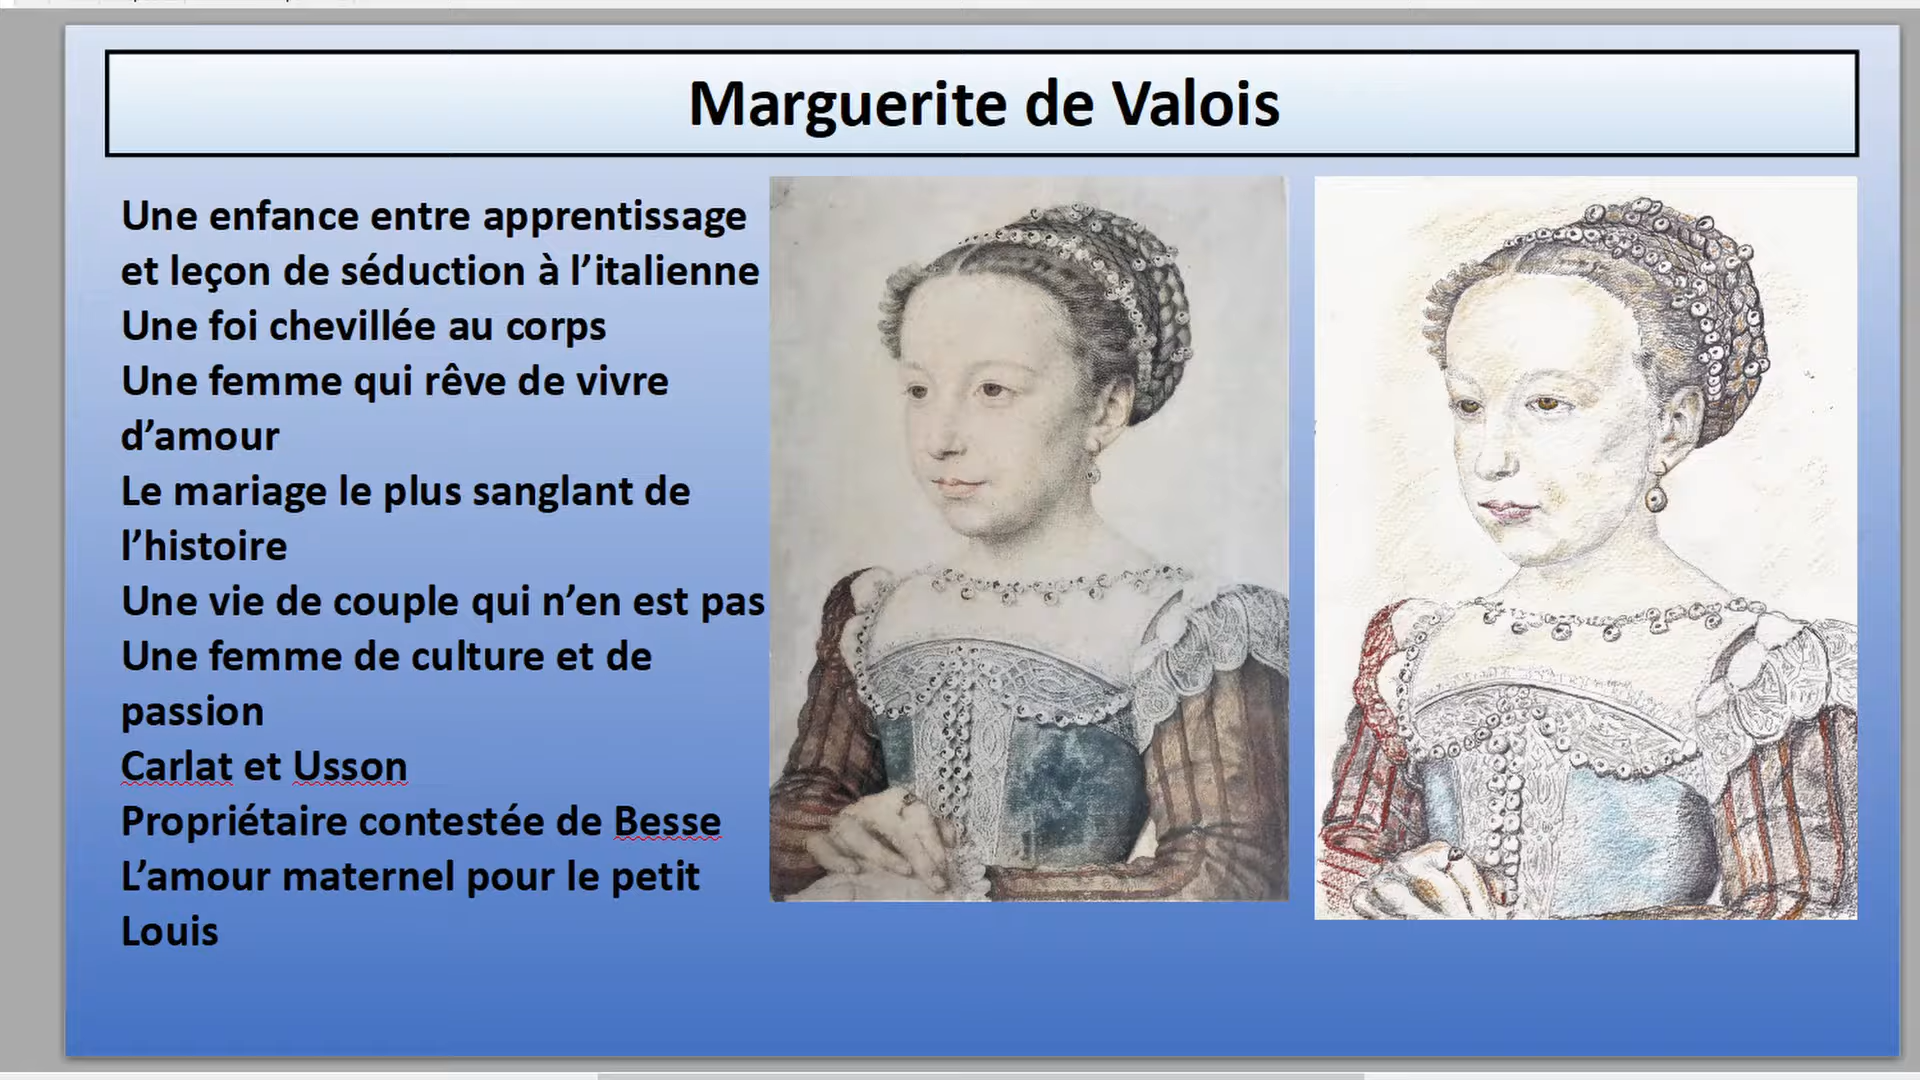 Marguerite de Valois
Une enfance entre apprentissage
et leçon de séduction à l’italienne
Une foi chevillée au corps
Une femme qui rêve de vivre
d’amour
Le mariage le plus sanglant de
l’histoire
Une vie de couple qui n’en est pas
Une femme de culture et de
passion
Carlat et Usson
Propriétaire contestée de Besse
L’amour maternel pour le petit
Louis